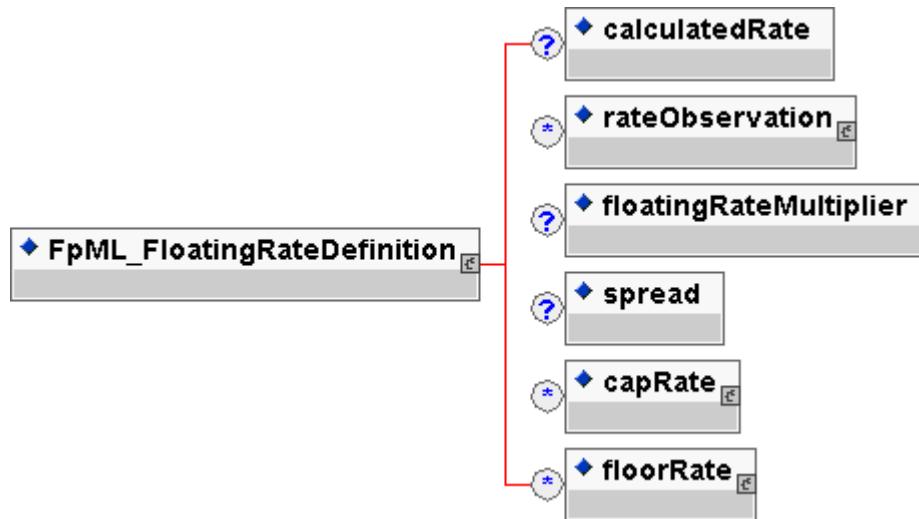 ? calculatedRate
* rateObservation
? floatingRateMultiplier
FpML_FloatingRateDefinition
? spread
* capRate
* floorRate